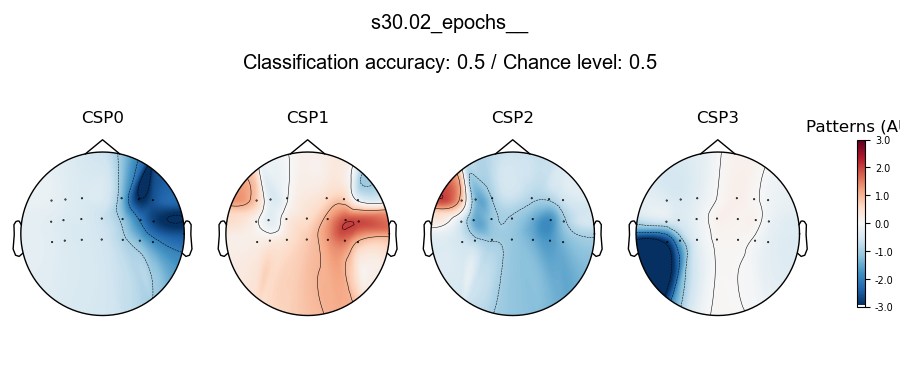 s30.02_epochs__
Classification accuracy: 0.5 / Chance level: 0.5
CSP0 CSP1 CSP2 CSP3
Patterns (A
3.0
2.0
1.0
0.0
-1.0
-2.0
-3.0